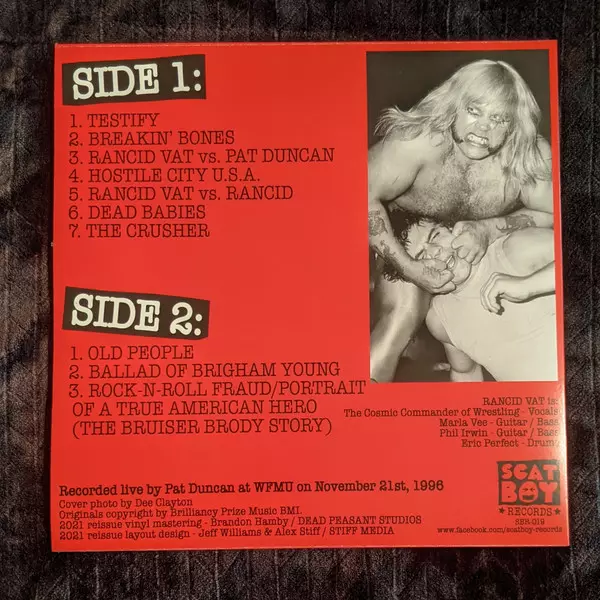 SIDE 1:
1. TESTIFY
2. BREAKIN' BONES
3. RANCID VAT vs. PAT DUNCAN
4. HOSTILE CITY U.S.A.
5. RANCID VAT vs. RANCID
6. DEAD BABIES
7. THE CRUSHER
SIDE 2:
1. OLD PEOPLE
2. BALLAD OF BRIGHAM YOUNG
3. ROCK-N-ROLL FRAUD/PORTRAIT
OF A TRUE AMERICAN HERO
(THE BRUISER BRODY STORY)
RANCID VAT is:
The Cosmic Commander of Wrestling - Vocals
Marla Vee - Guitar / Bass
Phil Irwin - Guitar / Bass
Eric Perfect - Drums
Recorded live by Pat Duncan at WFMU on November 21st, 1996
Cover photo by Dee Clayton
Originals copyright by Brilliancy Prize Music BMI.
2021 reissue vinyl mastering - Brandon Hamby / DEAD PEASANT STUDIOS
2021 reissue layout design - Jeff Williams & Alex Stiff / STIFF MEDIA
SCAT
BOY
RECORDS
SBR 019
www.facebook.com/scatboy-records